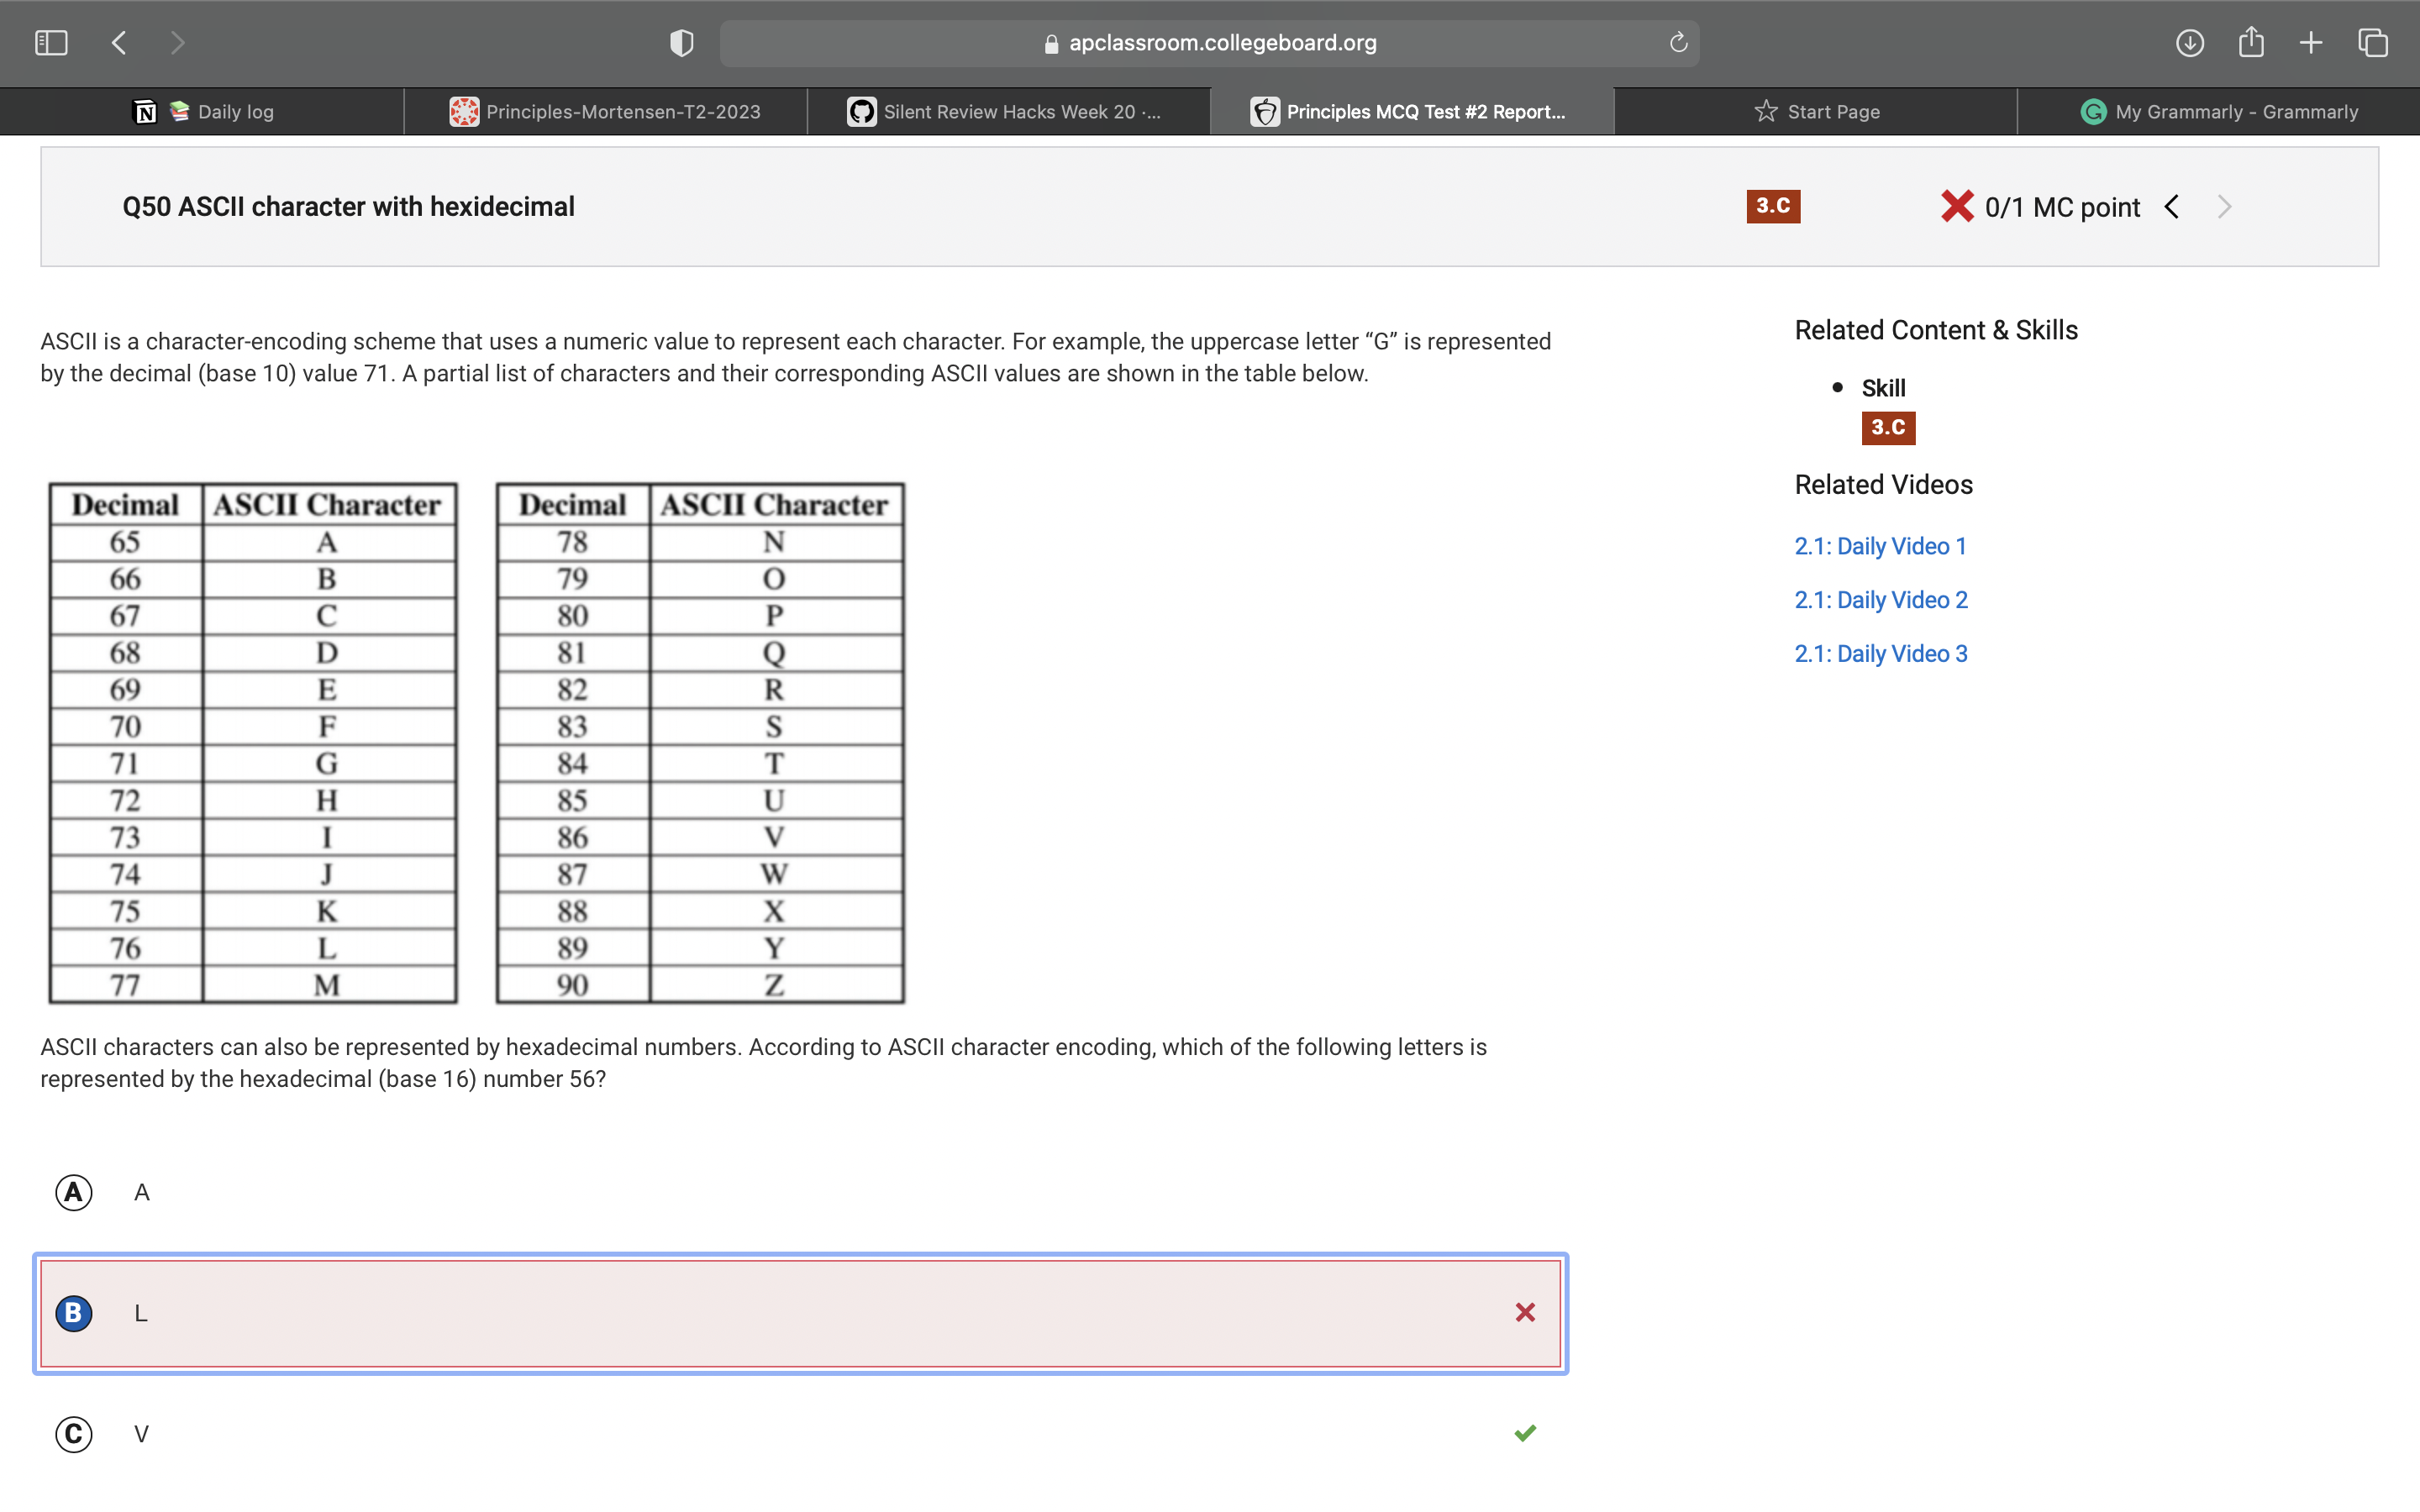 apclassroom.collegeboard.org
Daily log
Principles-Mortensen-T2-2023
Silent Review Hacks Week 20 ·...
Principles MCQ Test #2 Report...
Start Page
My Grammarly - Grammarly
Q50 ASCII character with hexidecimal
3.C
0/1 MC point
ASCII is a character-encoding scheme that uses a numeric value to represent each character. For example, the uppercase letter “G” is represented
by the decimal (base 10) value 71. A partial list of characters and their corresponding ASCII values are shown in the table below.
Decimal ASCII Character Decimal ASCII Character
65 A 78 N
66 B 79 O
67 C 80 P
68 D 81 Q
69 E 82 R
70 F 83 S
71 G 84 T
72 H 85 U
73 I 86 V
74 J 87 W
75 K 88 X
76 L 89 Y
77 M 90 Z
ASCII characters can also be represented by hexadecimal numbers. According to ASCII character encoding, which of the following letters is
represented by the hexadecimal (base 16) number 56?
A A
B L
C V
Related Content & Skills
Skill
3.C
Related Videos
2.1: Daily Video 1
2.1: Daily Video 2
2.1: Daily Video 3